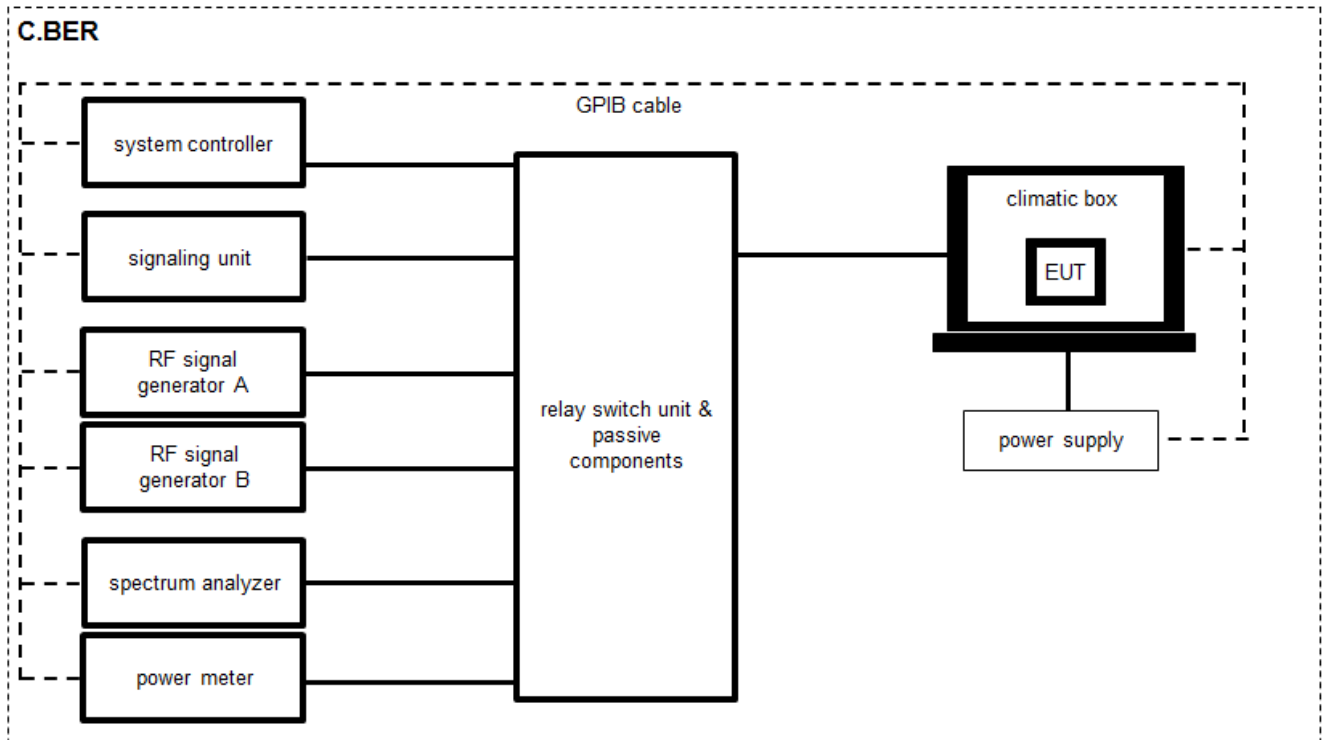 C.BER
GPIB cable
system controller
signaling unit
RF signal
generator A
RF signal
generator B
spectrum analyzer
power meter
relay switch unit &
passive
components
climatic box
EUT
power supply